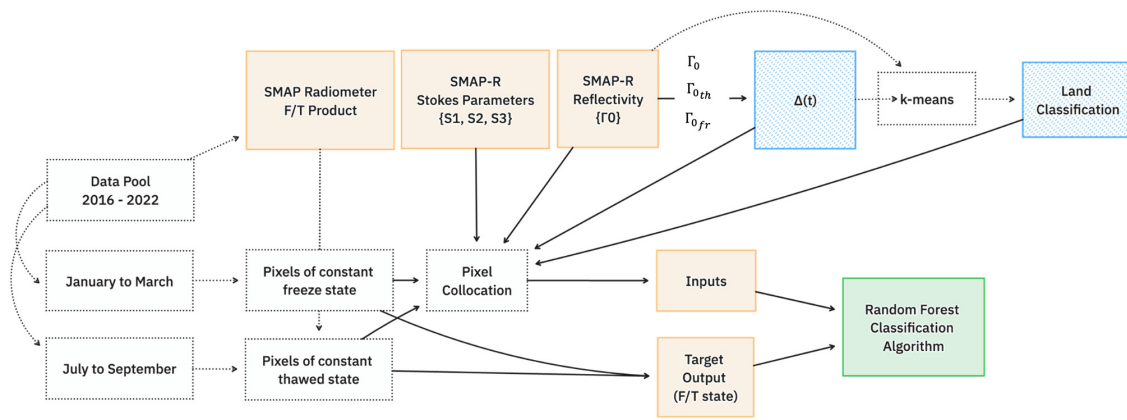 SMAP Radiometer
F/T Product
SMAP-R
Stokes Parameters
{S1, S2, S3}
SMAP-R
Reflectivity
{Γ0}
Γ₀
Γ₀ₜₕ
Γ₀fr
Δ(t)
k-means
Land
Classification
Data Pool
2016 - 2022
January to March
Pixels of constant
freeze state
Pixel
Collocation
Inputs
Random Forest
Classification
Algorithm
July to September
Pixels of constant
thawed state
Target
Output
(F/T state)